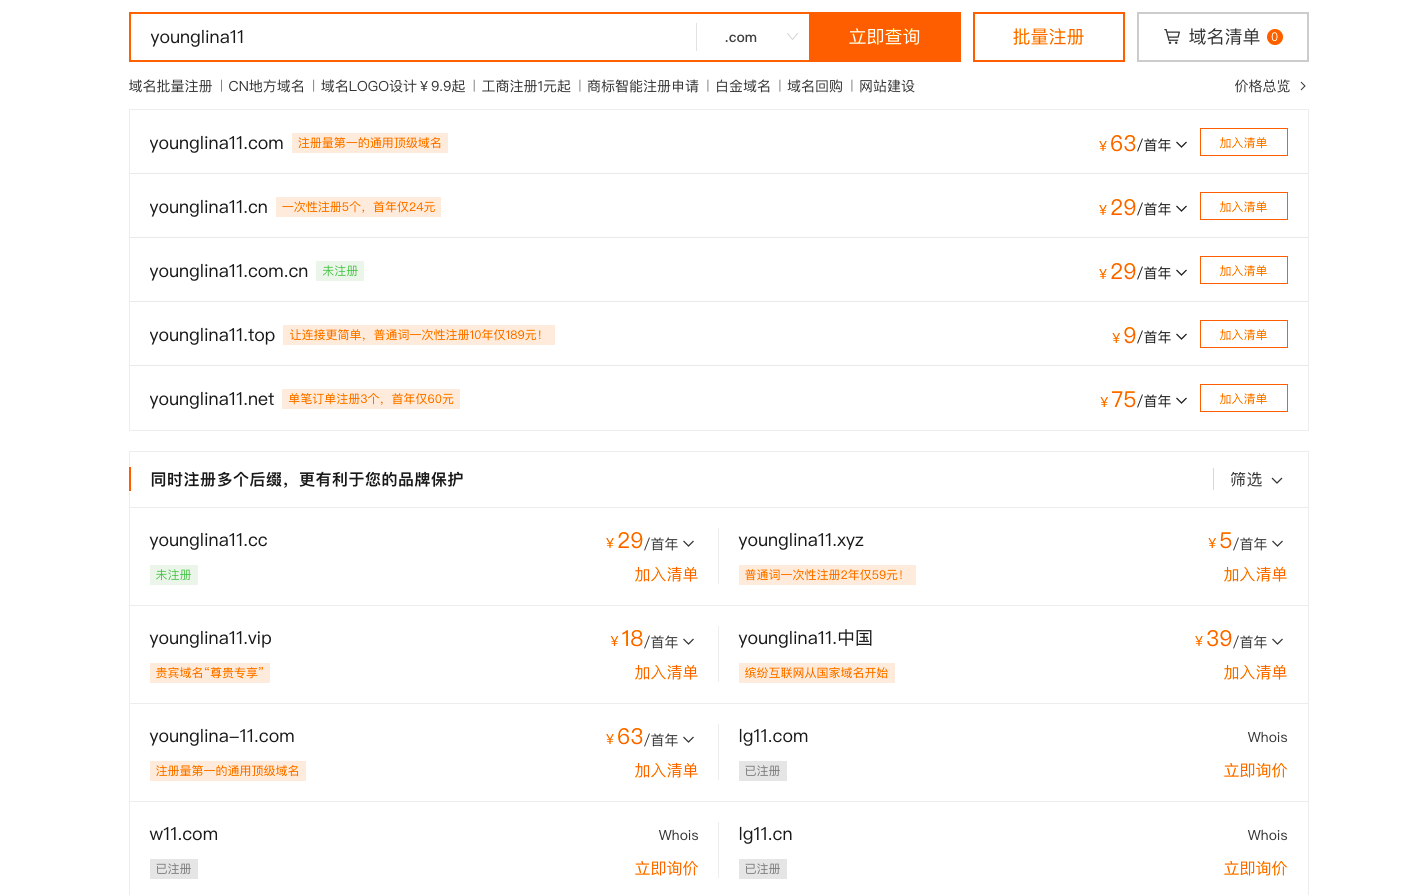 younglina11 .com 立即查询 批量注册 域名清单 0
域名批量注册 | CN地方域名 | 域名LOGO设计￥9.9起 | 工商注册1元起 | 商标智能注册申请 | 白金域名 | 域名回购 | 网站建设 价格总览 >
younglina11.com 注册量第一的通用顶级域名 ¥63/首年 加入清单
younglina11.cn 一次性注册5个，首年仅24元 ¥29/首年 加入清单
younglina11.com.cn 未注册 ¥29/首年 加入清单
younglina11.top 让连接更简单，普通词一次性注册10年仅189元！ ¥9/首年 加入清单
younglina11.net 单笔订单注册3个，首年仅60元 ¥75/首年 加入清单
同时注册多个后缀，更有利于您的品牌保护 筛选
younglina11.cc ¥29/首年 younglina11.xyz ¥5/首年
未注册 加入清单 普通词一次性注册2年仅59元！ 加入清单
younglina11.vip ¥18/首年 younglina11.中国 ¥39/首年
贵宾域名“尊贵专享” 加入清单 缤纷互联网从国家域名开始 加入清单
younglina-11.com ¥63/首年 lg11.com Whois
注册量第一的通用顶级域名 加入清单 已注册 立即询价
w11.com Whois lg11.cn Whois
已注册 立即询价 已注册 立即询价